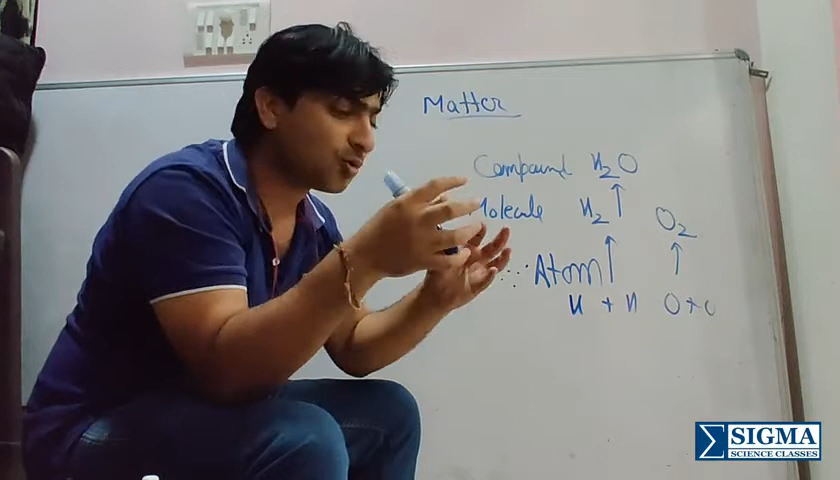 Matter
Compound H₂O
Molecule H₂ O₂
Atom
H + H O + O
SIGMA
SCIENCE CLASSES